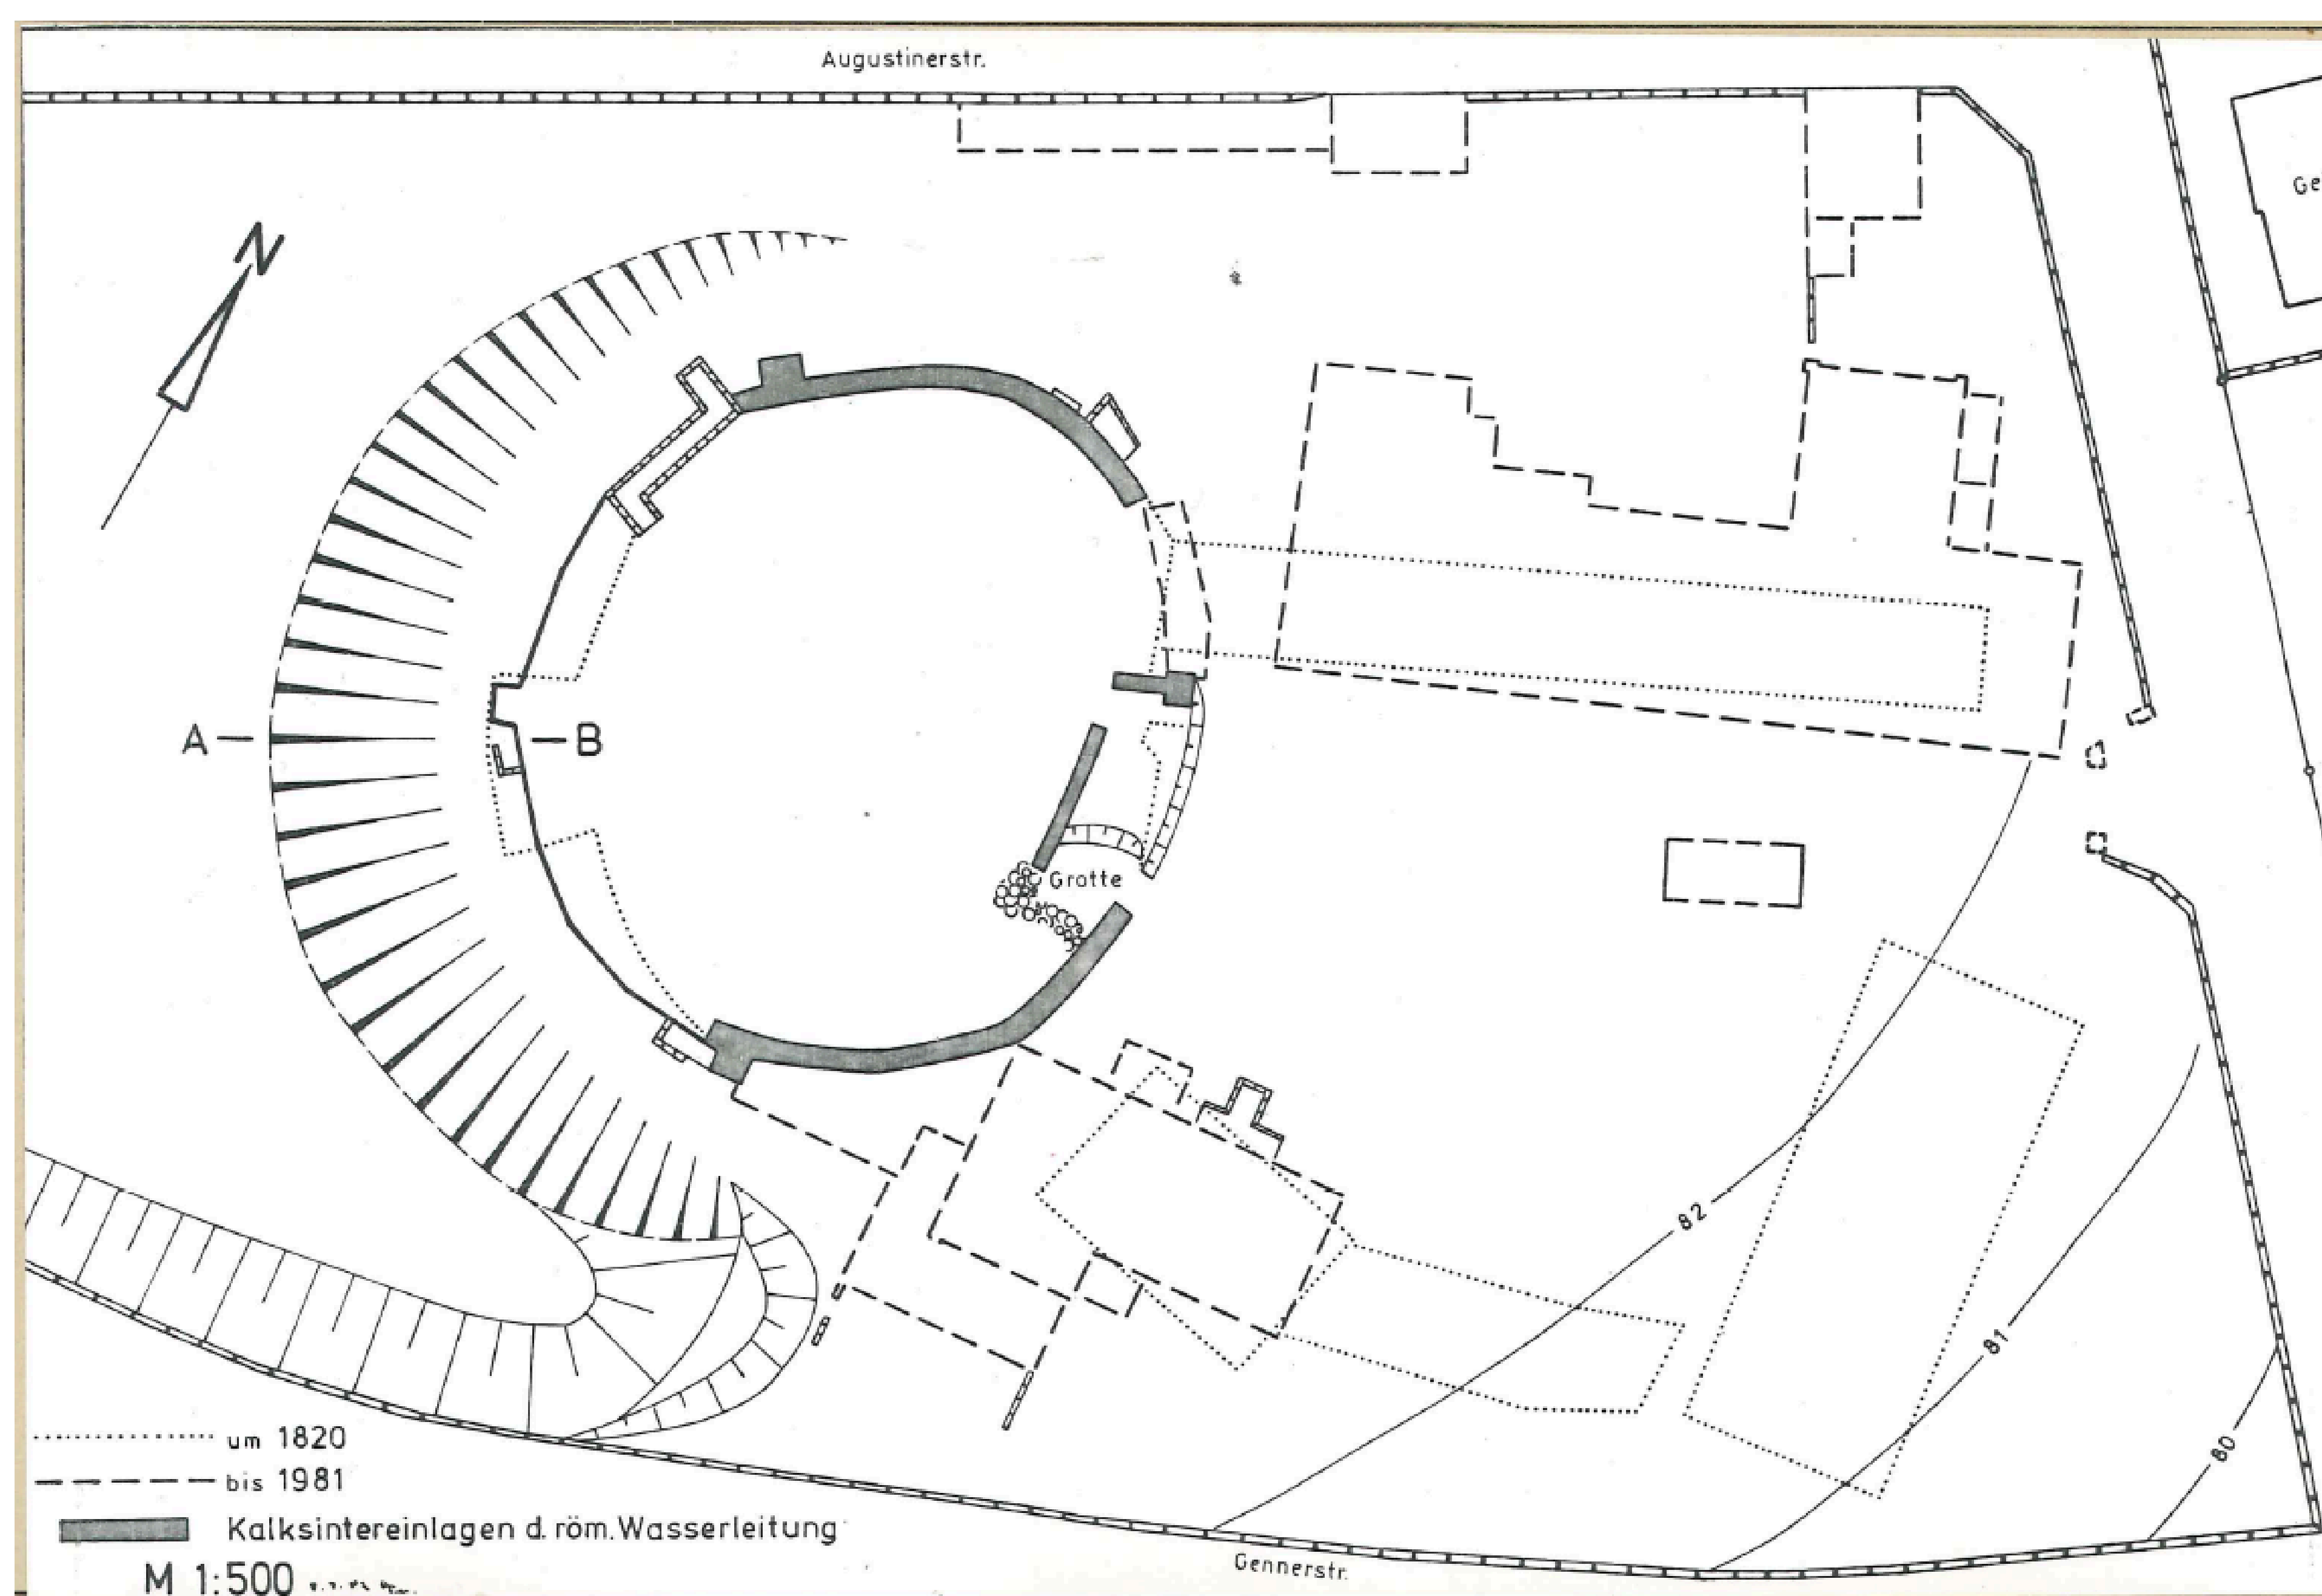 Augustinerstr.
Ge
N
A
B
Grotte
82
81
80
um 1820
bis 1981
Kalksintereinlagen d. röm. Wasserleitung
M 1:500
Gennerstr.